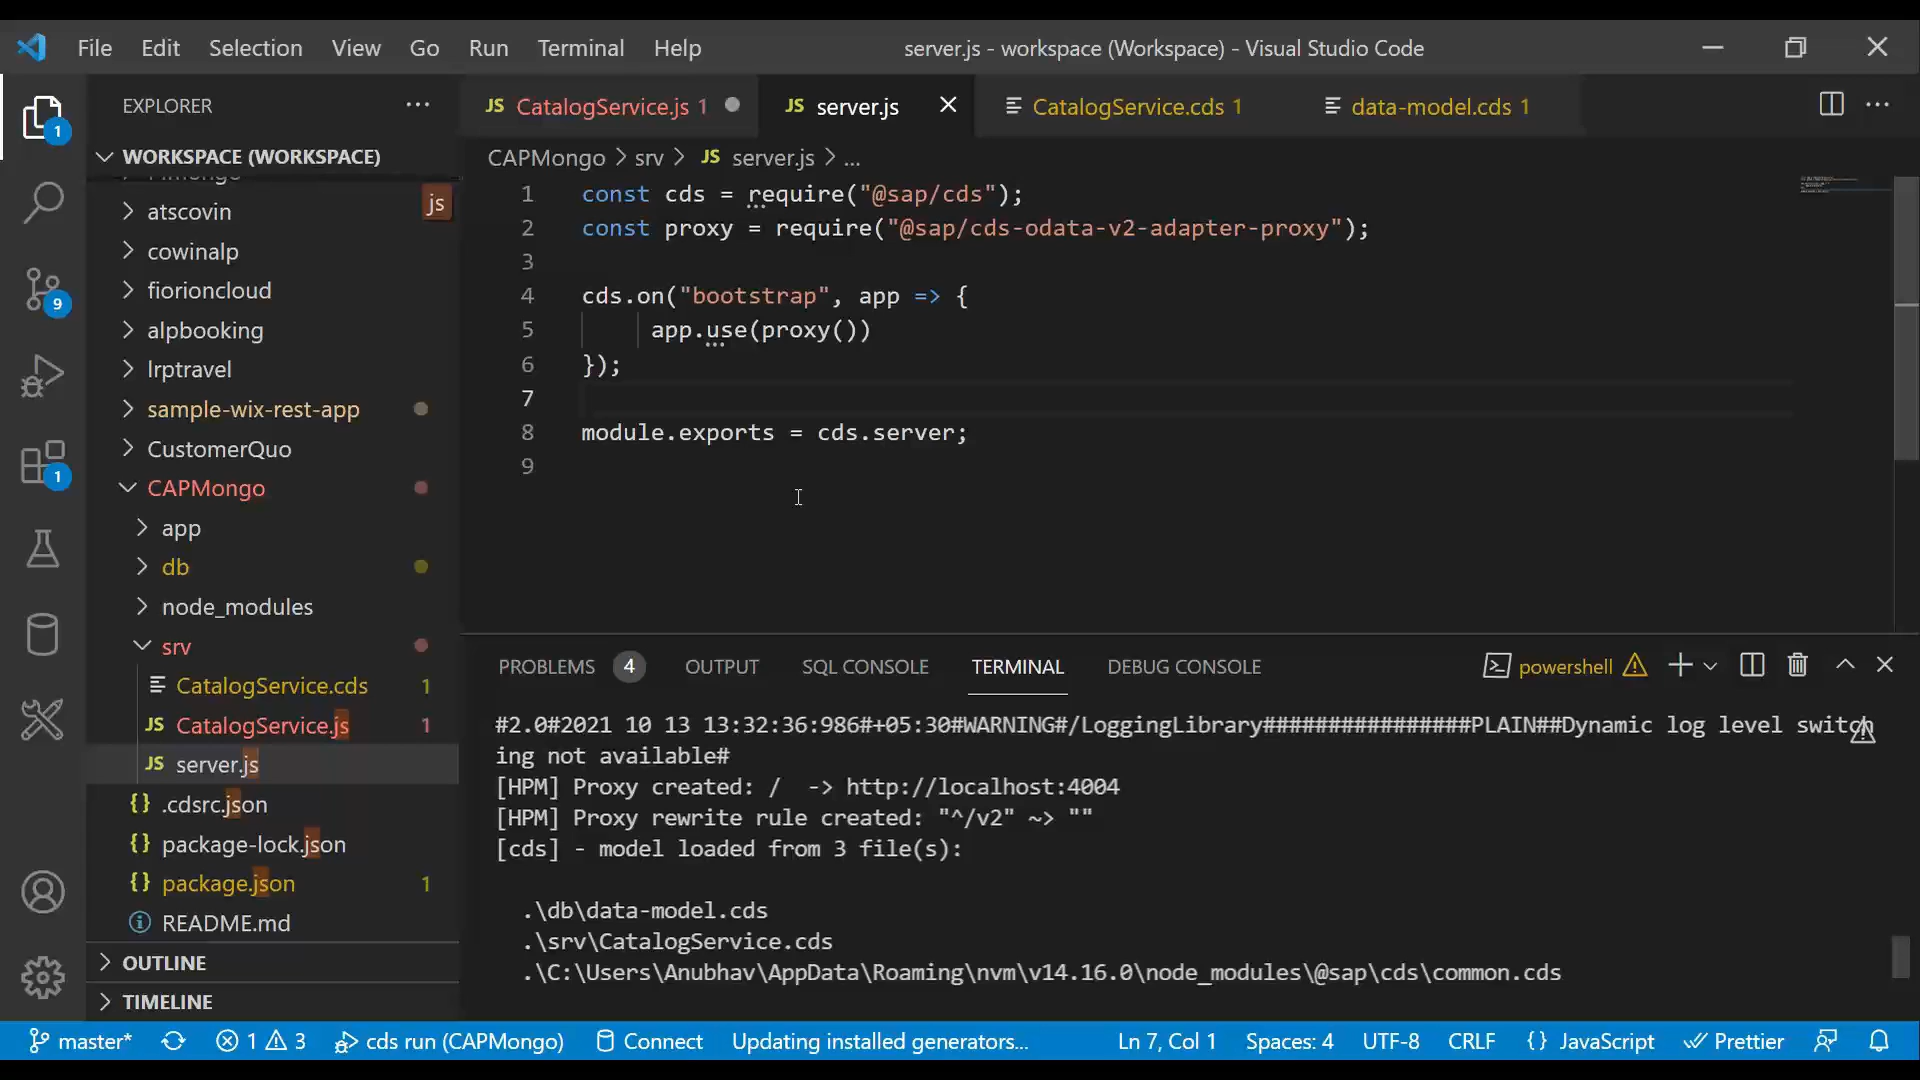 File Edit Selection View Go Run Terminal Help
server.js - workspace (Workspace) - Visual Studio Code
EXPLORER
WORKSPACE (WORKSPACE)
js
atscovin
cowinalp
fiorioncloud
alpbooking
lrptravel
sample-wix-rest-app
CustomerQuo
CAPMongo
app
db
node_modules
srv
CatalogService.cds 1
JS CatalogService.js 1
JS server.js
{} .cdsrc.json
{} package-lock.json
{} package.json 1
README.md
OUTLINE
TIMELINE
1
9
1
JS CatalogService.js 1
JS server.js
CatalogService.cds 1
data-model.cds 1
CAPMongo > srv > JS server.js > ...
1 const cds = require("@sap/cds");
2 const proxy = require("@sap/cds-odata-v2-adapter-proxy");
3
4 cds.on("bootstrap", app => {
5 app.use(proxy())
6 });
7
8 module.exports = cds.server;
9
PROBLEMS 4 OUTPUT SQL CONSOLE TERMINAL DEBUG CONSOLE
powershell
#2.0#2021 10 13 13:32:36:986#+05:30#WARNING#/LoggingLibrary################PLAIN##Dynamic log level switch
ing not available#
[HPM] Proxy created: /  -> http://localhost:4004
[HPM] Proxy rewrite rule created: "^/v2" ~> ""
[cds] - model loaded from 3 file(s):
.\db\data-model.cds
.\srv\CatalogService.cds
.\C:\Users\Anubhav\AppData\Roaming\nvm\v14.16.0\node_modules\@sap\cds\common.cds
master* 1 3 cds run (CAPMongo) Connect Updating installed generators... Ln 7, Col 1 Spaces: 4 UTF-8 CRLF {} JavaScript Prettier